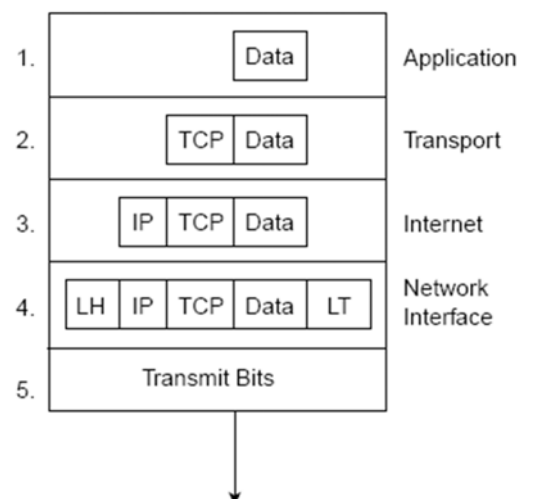 1. Data Application
2. TCP Data Transport
3. IP TCP Data Internet
4. LH IP TCP Data LT Network
Interface
5. Transmit Bits